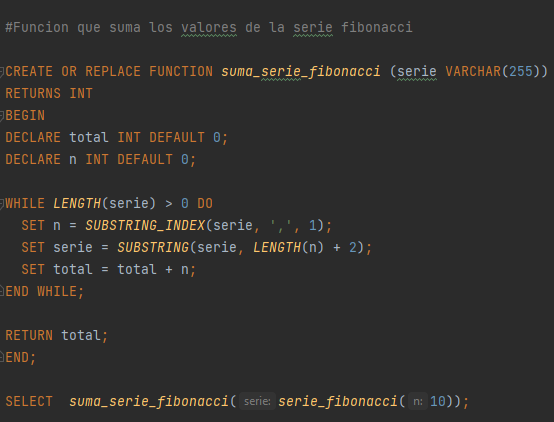 #Funcion que suma los valores de la serie fibonacci
CREATE OR REPLACE FUNCTION suma_serie_fibonacci (serie VARCHAR(255))
RETURNS INT
BEGIN
DECLARE total INT DEFAULT 0;
DECLARE n INT DEFAULT 0;
WHILE LENGTH(serie) > 0 DO
SET n = SUBSTRING_INDEX(serie, ',', 1);
SET serie = SUBSTRING(serie, LENGTH(n) + 2);
SET total = total + n;
END WHILE;
RETURN total;
END;
SELECT suma_serie_fibonacci( serie: serie_fibonacci( n: 10));